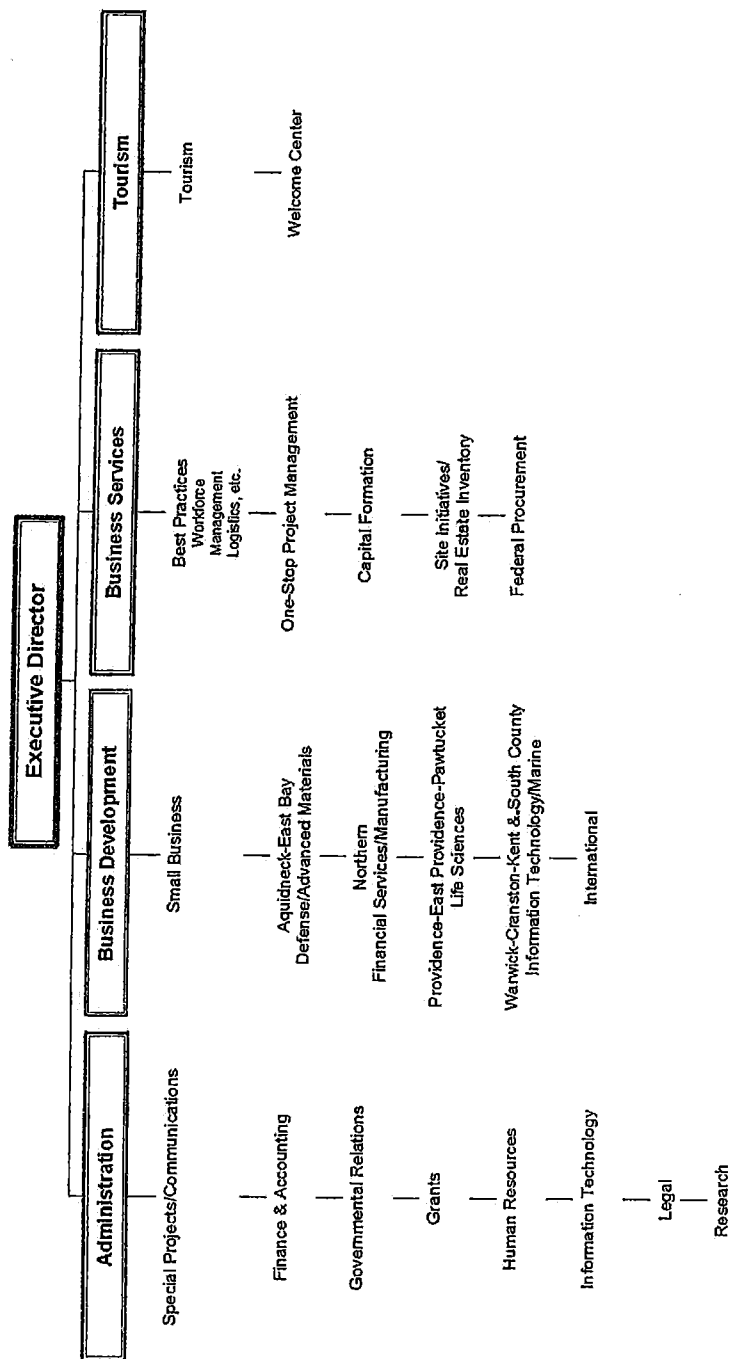 Executive Director
Administration
Special Projects/Communications
Finance & Accounting
Governmental Relations
Grants
Human Resources
Information Technology
Legal
Research
Business Development
Small Business
Aquidneck-East Bay
Defense/Advanced Materials
Northern
Financial Services/Manufacturing
Providence-East Providence-Pawtucket
Life Sciences
Warwick-Cranston-Kent & South County
Information Technology/Marine
International
Business Services
Best Practices
Workforce
Management
Logistics, etc.
One-Stop Project Management
Capital Formation
Site Initiatives/
Real Estate Inventory
Federal Procurement
Tourism
Tourism
Welcome Center